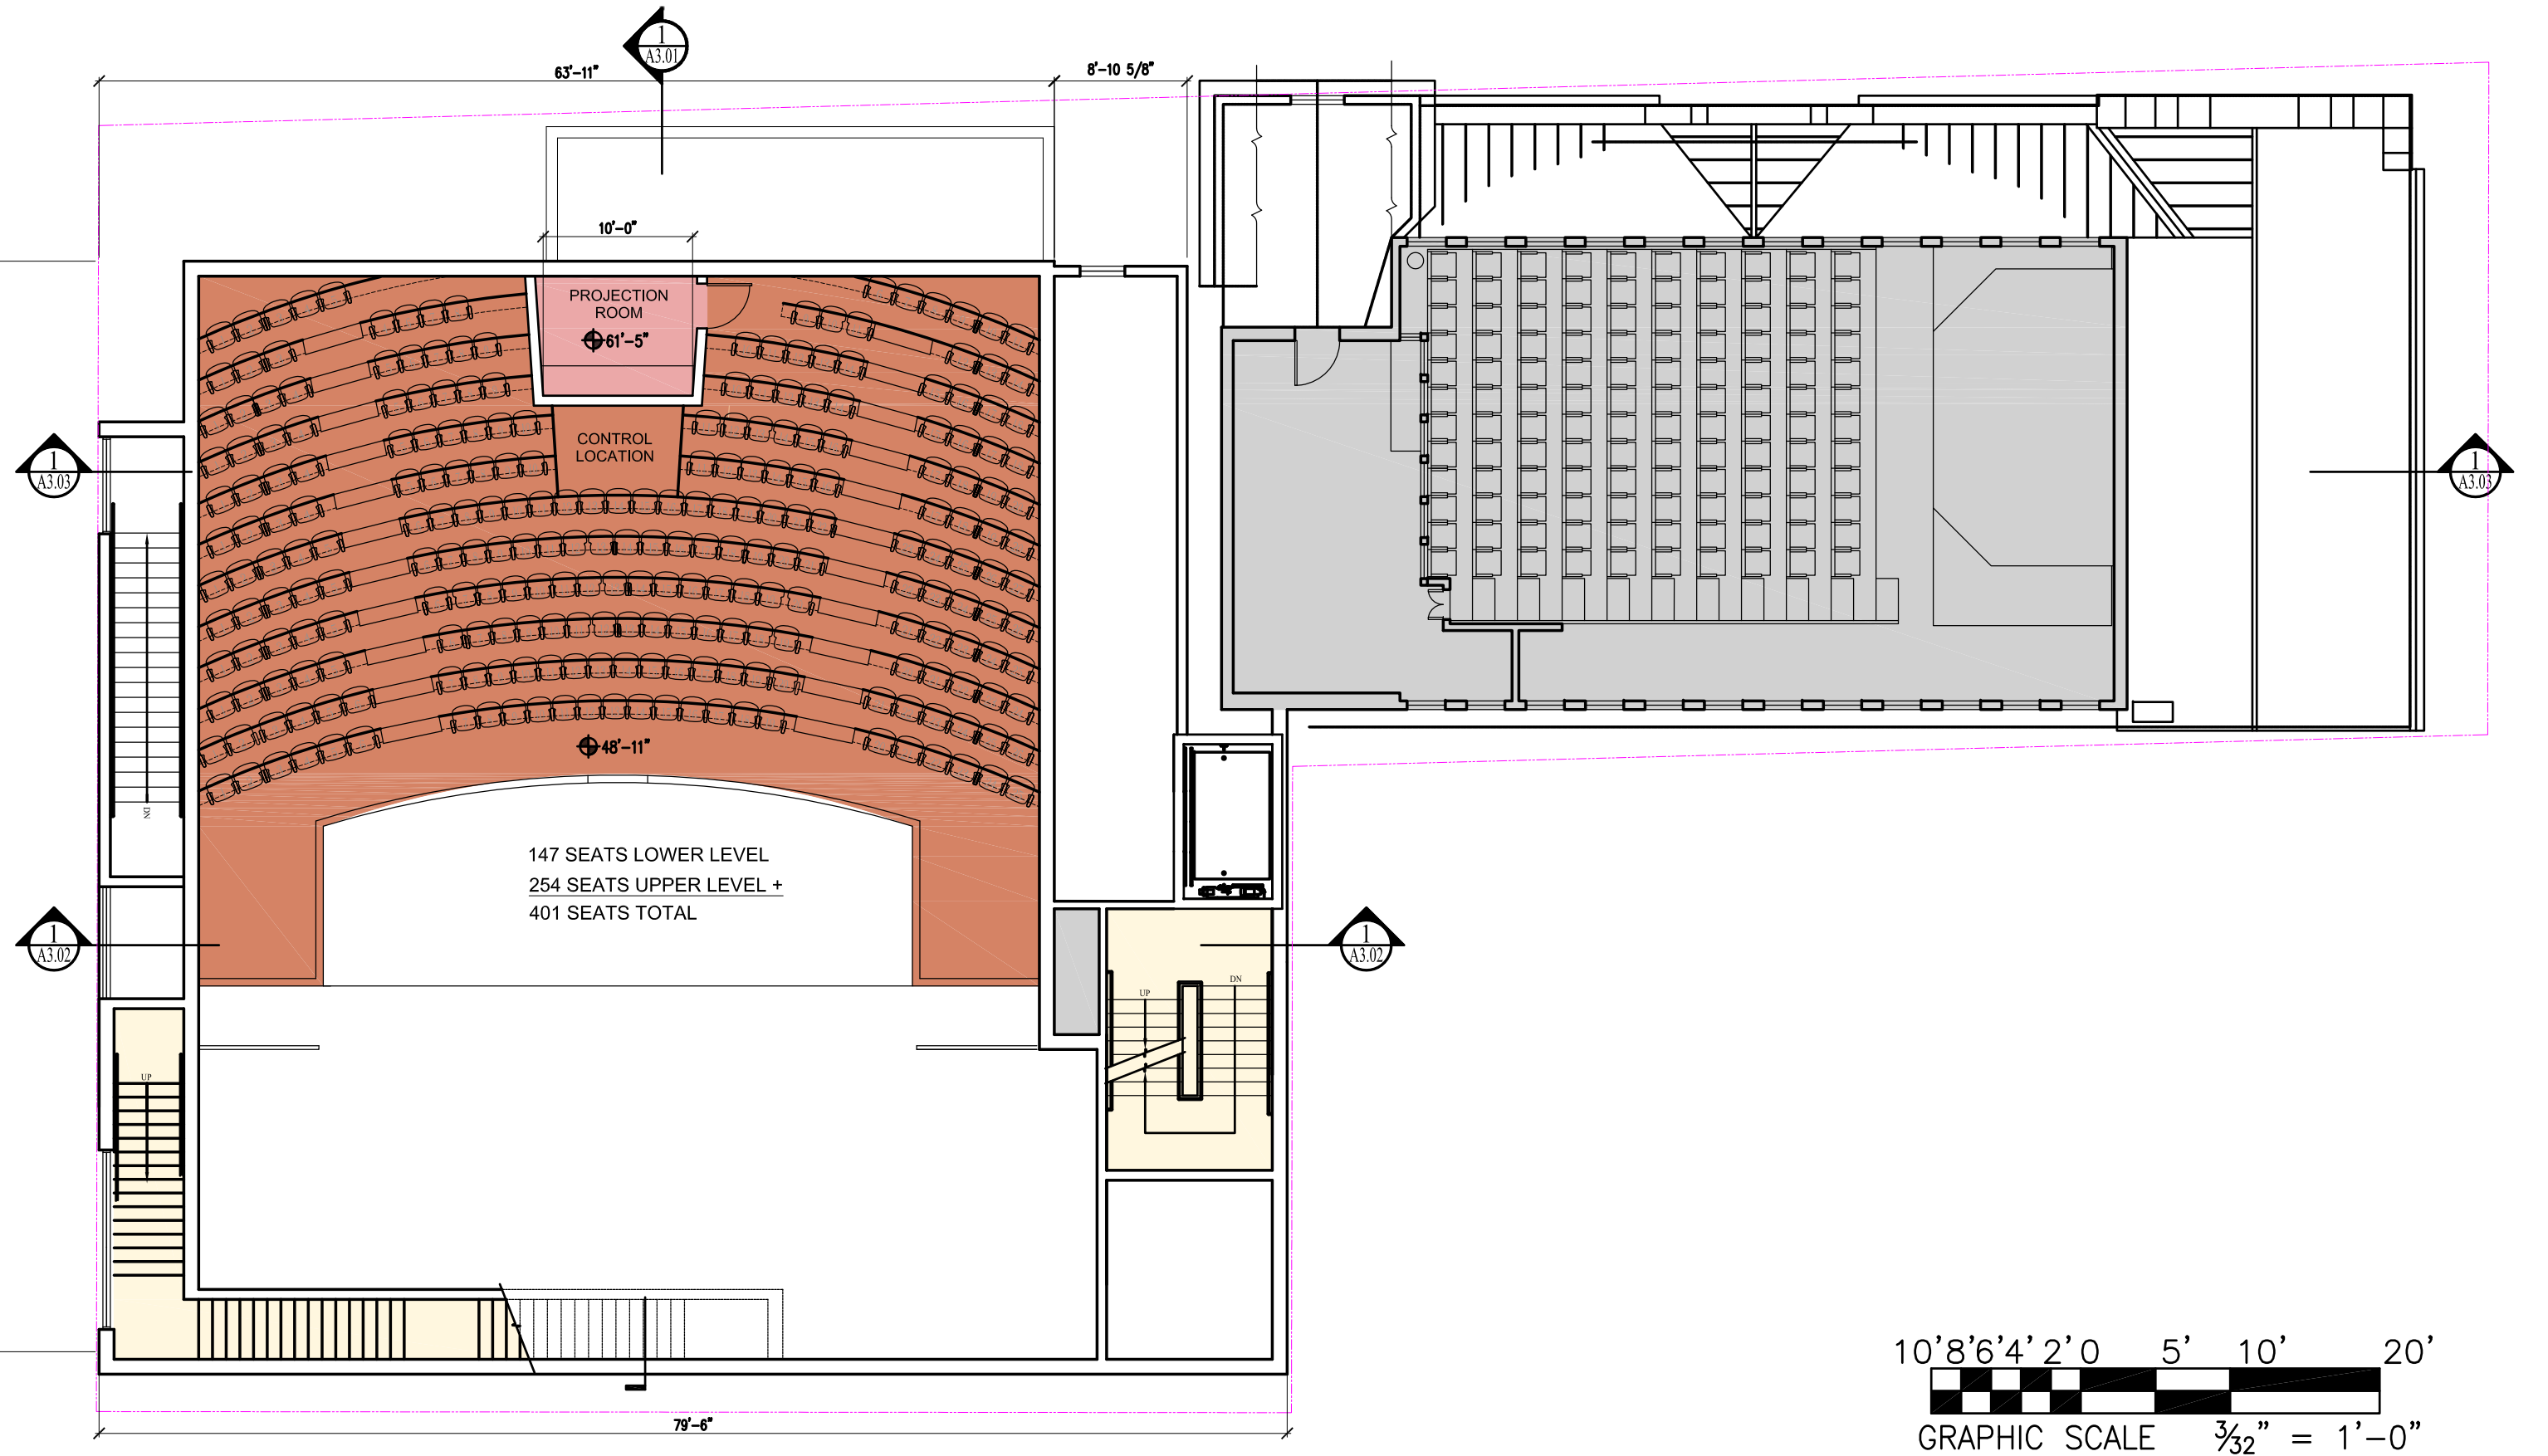 1
A3.01
63'-11"
8'-10 5/8"
10'-0"
PROJECTION
ROOM
61'-5"
CONTROL
LOCATION
1
A3.03
1
A3.03
DN
48'-11"
147 SEATS LOWER LEVEL
254 SEATS UPPER LEVEL +
401 SEATS TOTAL
1
A3.02
1
A3.02
UP
DN
UP
10'8'6'4'2'0 5' 10' 20'
GRAPHIC SCALE 3/32" = 1'-0"
79'-6"